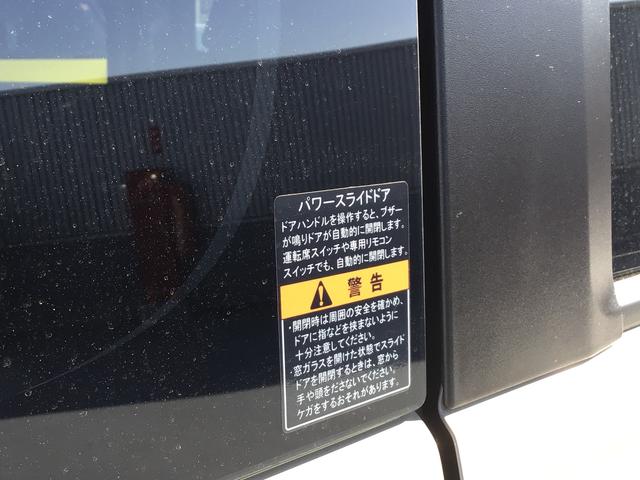 パワースライドドア
ドアハンドルを操作すると、ブザー
が鳴りドアが自動的に開閉します。
運転席スイッチや専用リモコン
スイッチでも、自動的に開閉します。
警告
・開閉時は周囲の安全を確かめ、
ドアに指などを挟まないように
十分注意してください。
・窓ガラスを開けた状態でスライド
ドアを開閉するときは、窓から
手や頭をださないでください。
ケガをするおそれがあります。